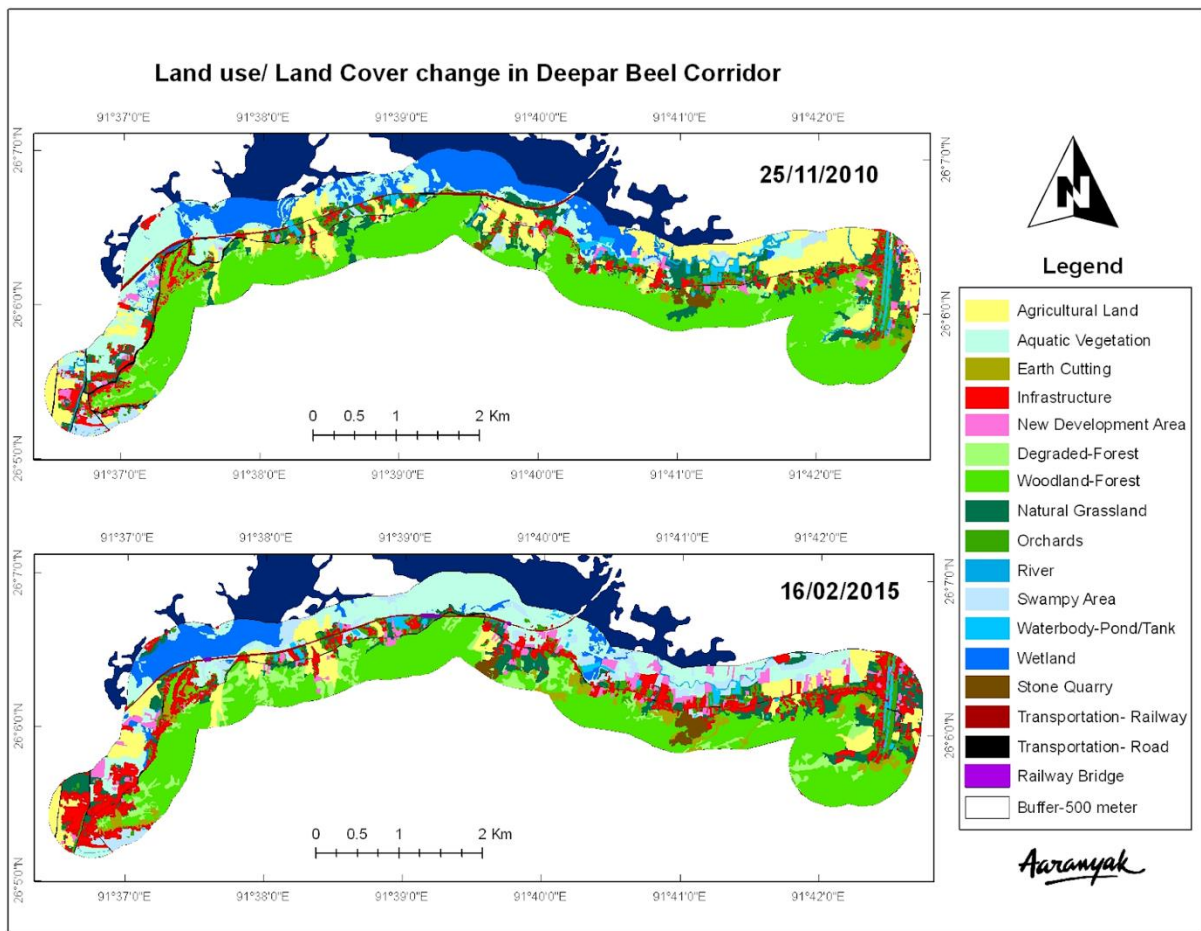 Land use/ Land Cover change in Deepar Beel Corridor
91°37'0"E 91°38'0"E 91°39'0"E 91°40'0"E 91°41'0"E 91°42'0"E
26°7'0"N
26°7'0"N
25/11/2010
26°6'0"N
26°6'0"N
26°5'0"N
0 0.5 1 2 Km
91°37'0"E 91°38'0"E 91°39'0"E 91°40'0"E 91°41'0"E 91°42'0"E
91°37'0"E 91°38'0"E 91°39'0"E 91°40'0"E 91°41'0"E 91°42'0"E
26°7'0"N
26°7'0"N
16/02/2015
26°6'0"N
26°6'0"N
26°5'0"N
0 0.5 1 2 Km
91°37'0"E 91°38'0"E 91°39'0"E 91°40'0"E 91°41'0"E 91°42'0"E
N
Legend
Agricultural Land
Aquatic Vegetation
Earth Cutting
Infrastructure
New Development Area
Degraded-Forest
Woodland-Forest
Natural Grassland
Orchards
River
Swampy Area
Waterbody-Pond/Tank
Wetland
Stone Quarry
Transportation- Railway
Transportation- Road
Railway Bridge
Buffer-500 meter
Aaranyak